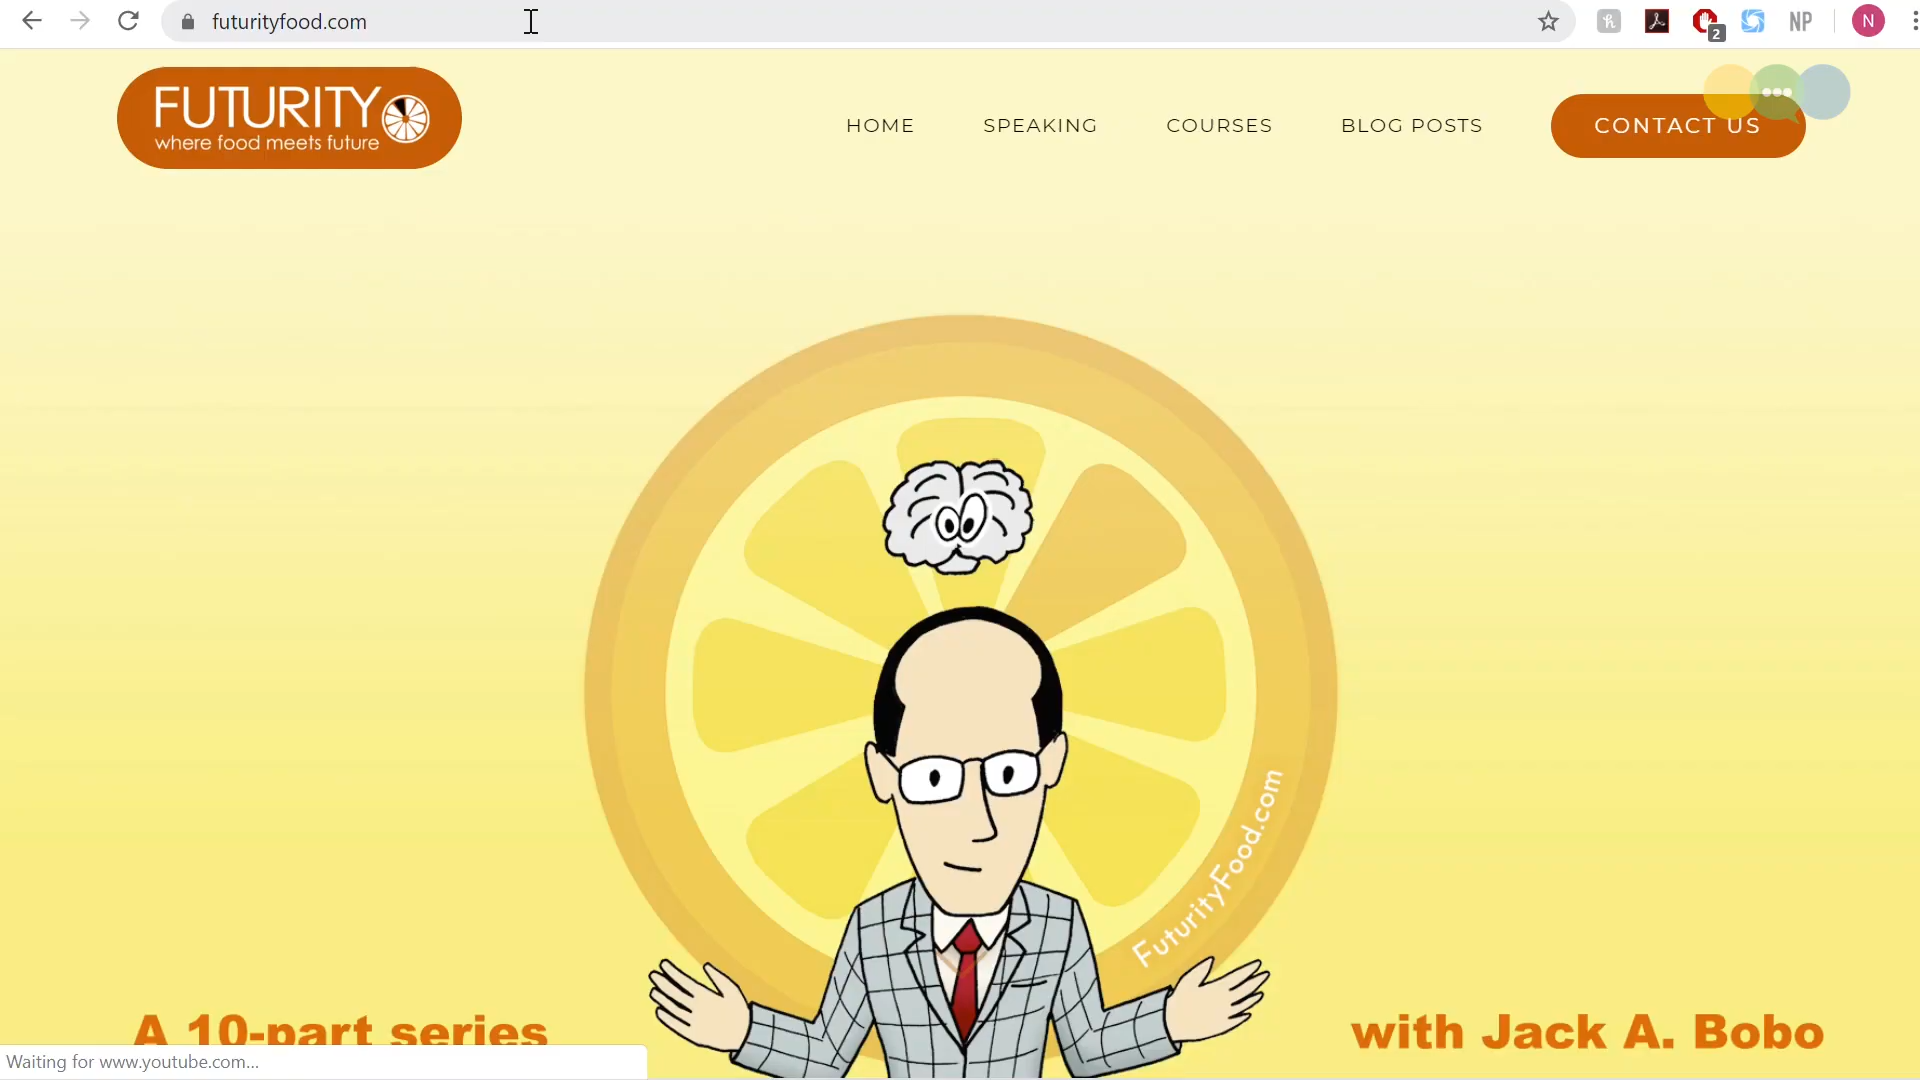 futurityfood.com
2
NP
N
FUTURITY
where food meets future
HOME
SPEAKING
COURSES
BLOG POSTS
CONTACT US
FuturityFood.com
A 10-part series
with Jack A. Bobo
Waiting for www.youtube.com...